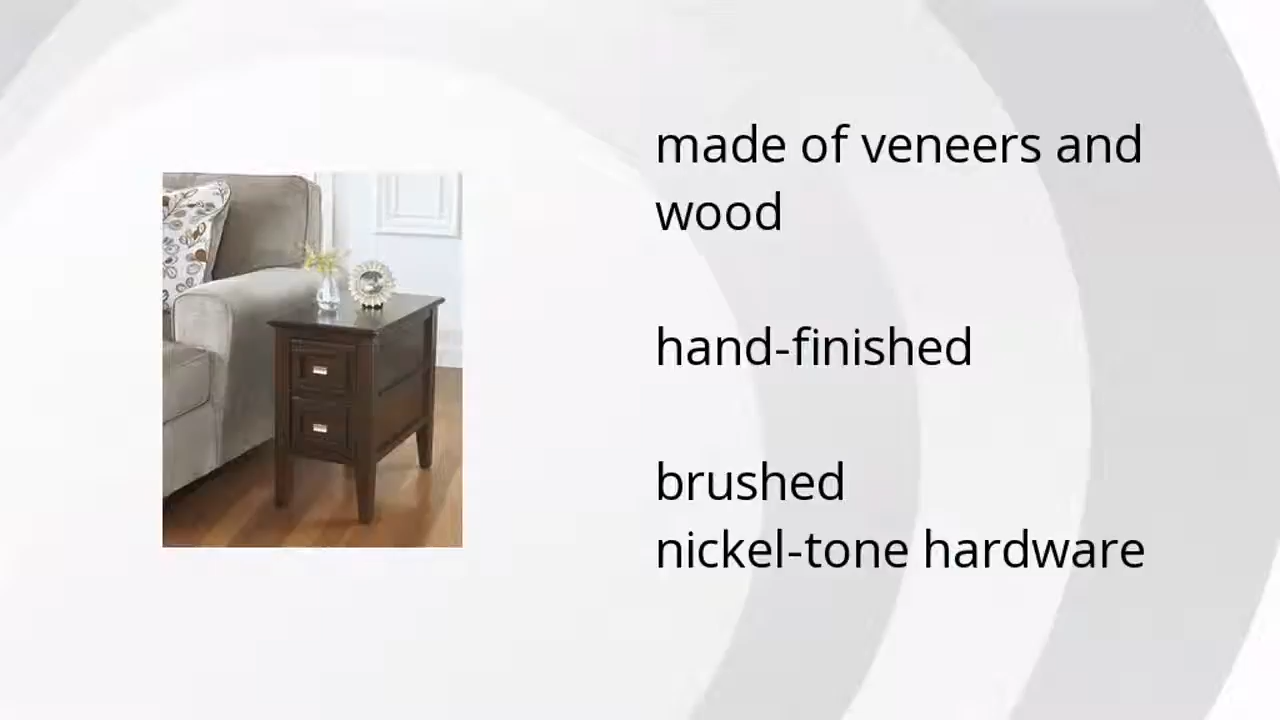 made of veneers and
wood
hand-finished
brushed
nickel-tone hardware